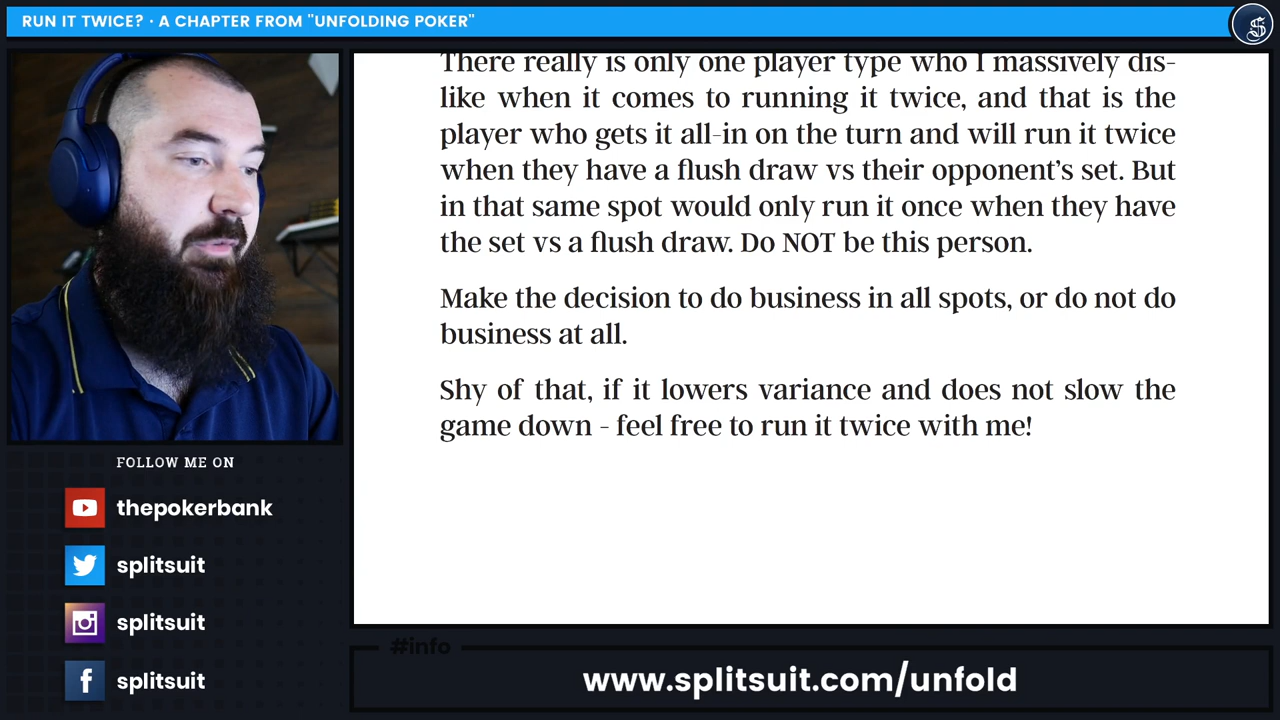 RUN IT TWICE? · A CHAPTER FROM "UNFOLDING POKER"
There really is only one player type who I massively dis-
like when it comes to running it twice, and that is the
player who gets it all-in on the turn and will run it twice
when they have a flush draw vs their opponent’s set. But
in that same spot would only run it once when they have
the set vs a flush draw. Do NOT be this person.
Make the decision to do business in all spots, or do not do
business at all.
Shy of that, if it lowers variance and does not slow the
game down - feel free to run it twice with me!
FOLLOW ME ON
thepokerbank
splitsuit
splitsuit
splitsuit
#info
www.splitsuit.com/unfold